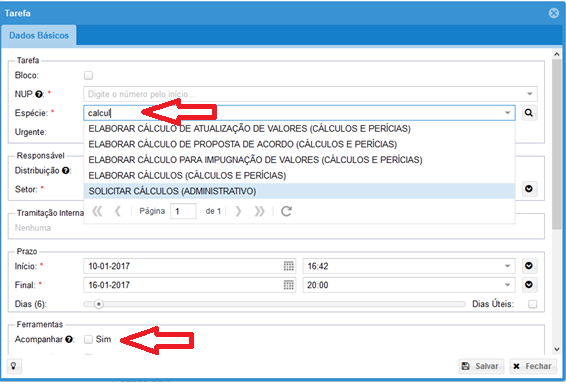 Tarefa
Dados Básicos
Tarefa
Bloco:
NUP ?: * Digite o número pelo início...
Espécie: * calcul
Urgente:
ELABORAR CÁLCULO DE ATUALIZAÇÃO DE VALORES (CÁLCULOS E PERÍCIAS)
ELABORAR CÁLCULO DE PROPOSTA DE ACORDO (CÁLCULOS E PERÍCIAS)
ELABORAR CÁLCULO PARA IMPUGNAÇÃO DE VALORES (CÁLCULOS E PERÍCIAS)
ELABORAR CÁLCULOS (CÁLCULOS E PERÍCIAS)
SOLICITAR CÁLCULOS (ADMINISTRATIVO)
Página 1 de 1
Responsável
Distribuição ?:
Setor: *
Tramitação Interna
Nenhuma
Prazo
Início: * 10-01-2017 16:42
Final: * 16-01-2017 20:00
Dias (6): Dias Úteis:
Ferramentas
Acompanhar ?: Sim
Salvar Fechar